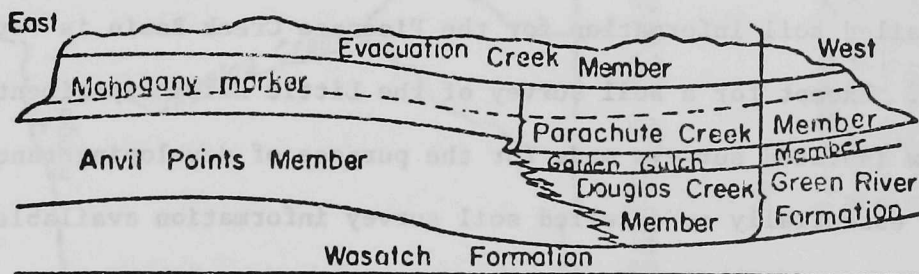 East
West
Evacuation Creek Member
Mahogany marker
Parachute Creek Member
Garden Gulch Member
Anvil Points Member
Douglas Creek Member
Green River Formation
Wasatch Formation